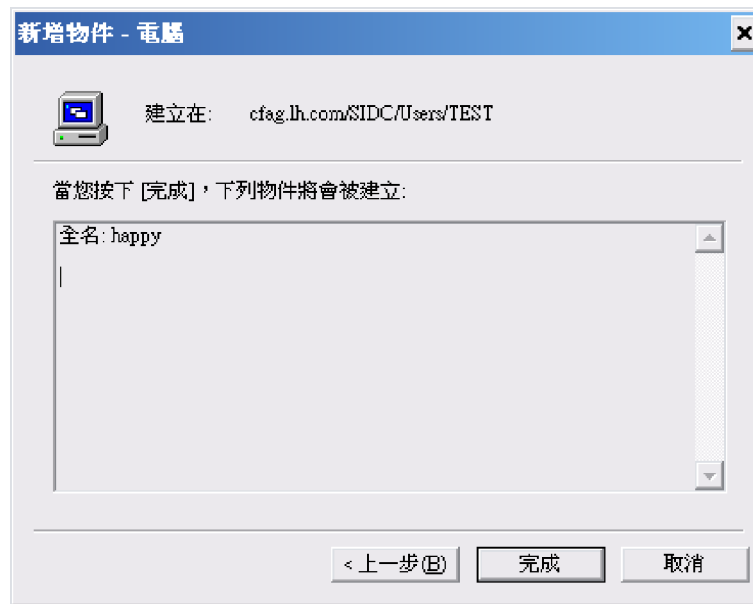 新增物件 - 電腦
建立在: cfag.lh.com/SIDC/Users/TEST
當您按下 [完成]，下列物件將會被建立:
全名: happy
<上一步(B)
完成
取消